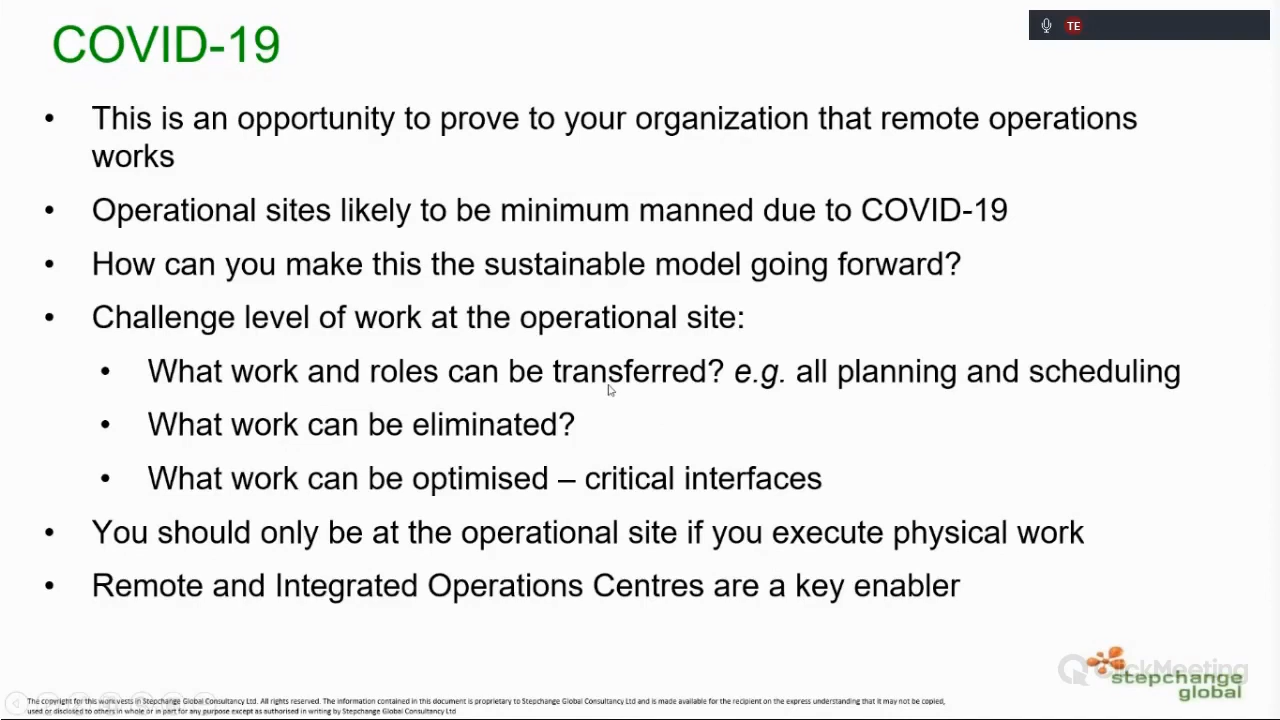 COVID-19
TE
• This is an opportunity to prove to your organization that remote operations
works
• Operational sites likely to be minimum manned due to COVID-19
• How can you make this the sustainable model going forward?
• Challenge level of work at the operational site:
• What work and roles can be transferred? e.g. all planning and scheduling
• What work can be eliminated?
• What work can be optimised – critical interfaces
• You should only be at the operational site if you execute physical work
• Remote and Integrated Operations Centres are a key enabler
ClickMeeting
stepchange
global
The copyright for this work vests in Stepchange Global Consultancy Ltd. All rights reserved. The information contained in this document is proprietary to Stepchange Global Consultancy Ltd and is made available for the recipient on the express understanding that it may not be copied,
used or disclosed to others in whole or in part for any purpose except as authorised in writing by Stepchange Global Consultancy Ltd